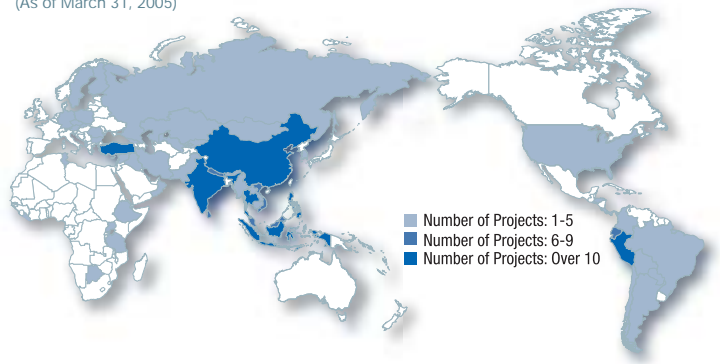 (As of March 31, 2005)
Number of Projects: 1-5
Number of Projects: 6-9
Number of Projects: Over 10